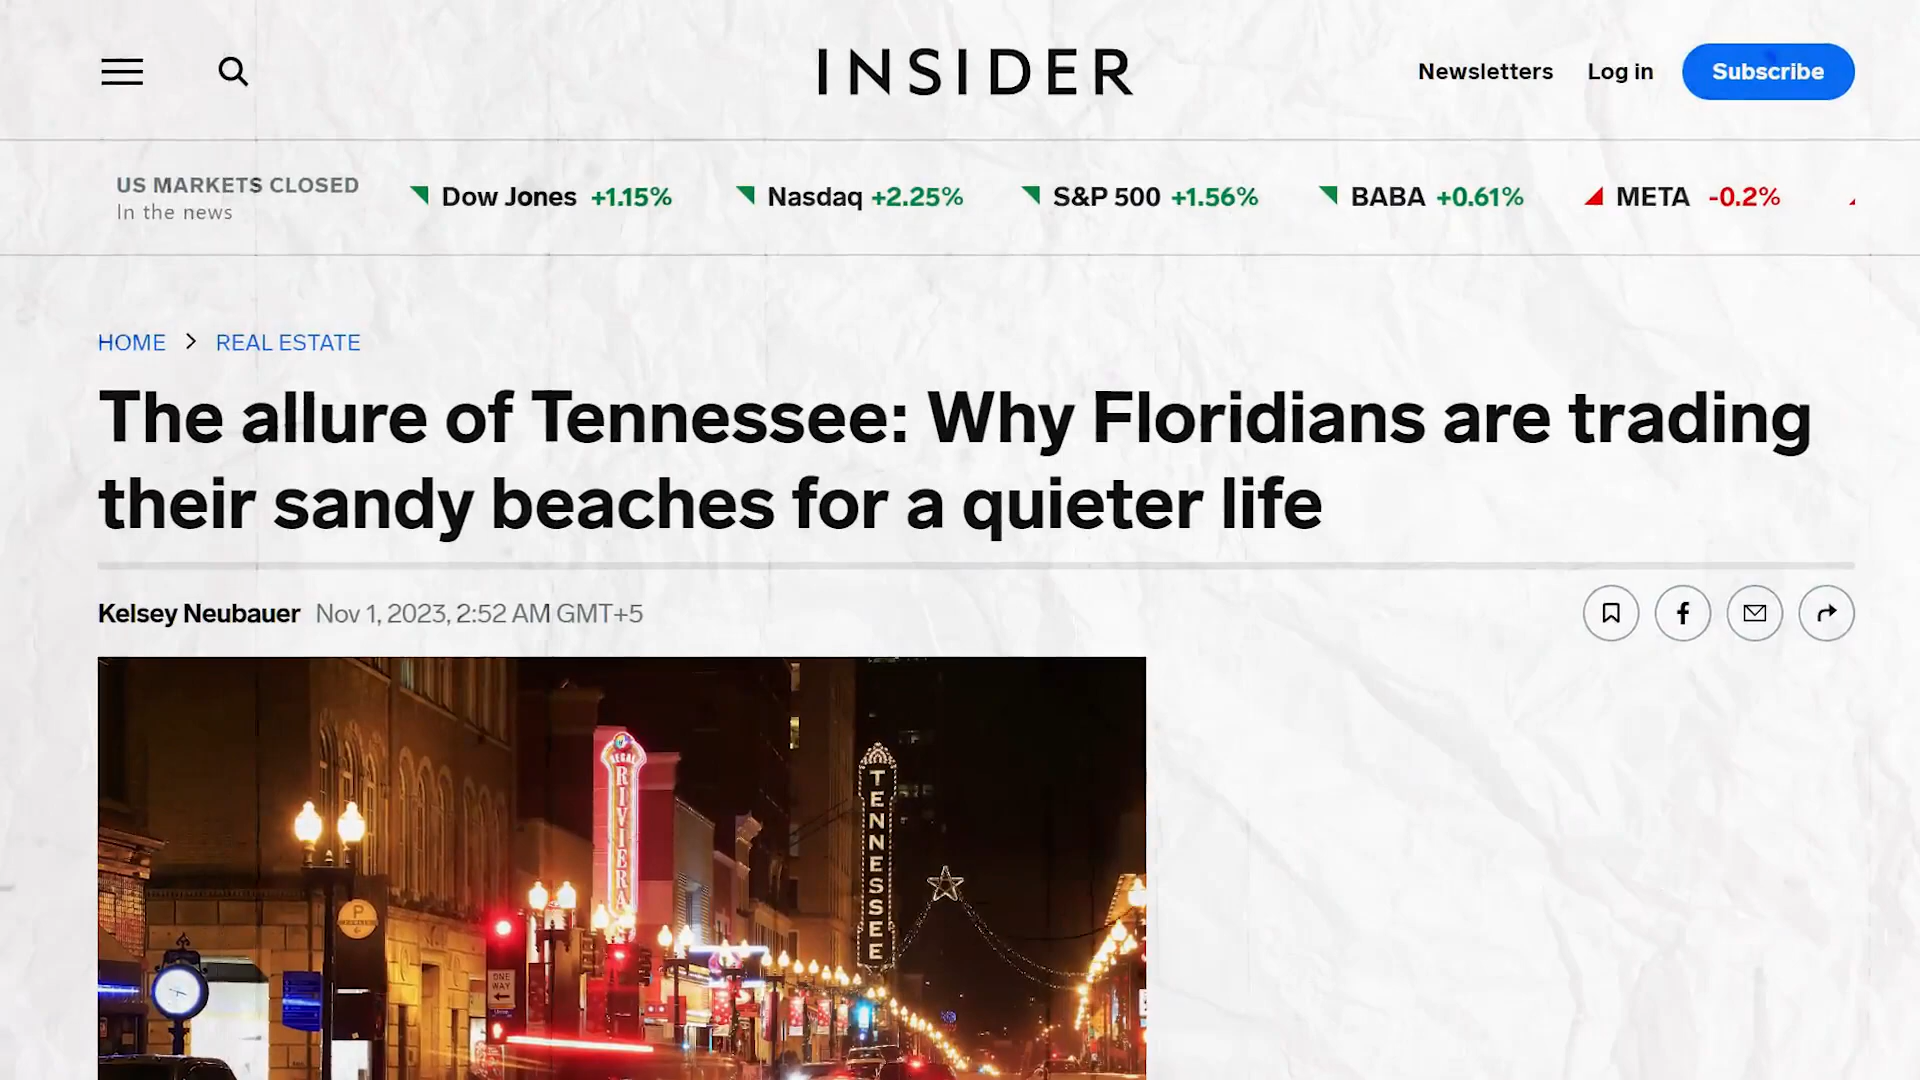 INSIDER
Newsletters
Log in
Subscribe
US MARKETS CLOSED
In the news
Dow Jones +1.15%
Nasdaq +2.25%
S&P 500 +1.56%
BABA +0.61%
META -0.2%
HOME > REAL ESTATE
The allure of Tennessee: Why Floridians are trading
their sandy beaches for a quieter life
Kelsey Neubauer Nov 1, 2023, 2:52 AM GMT+5
REGAL
RIVIERA
TENNESSEE
P
ONE
WAY